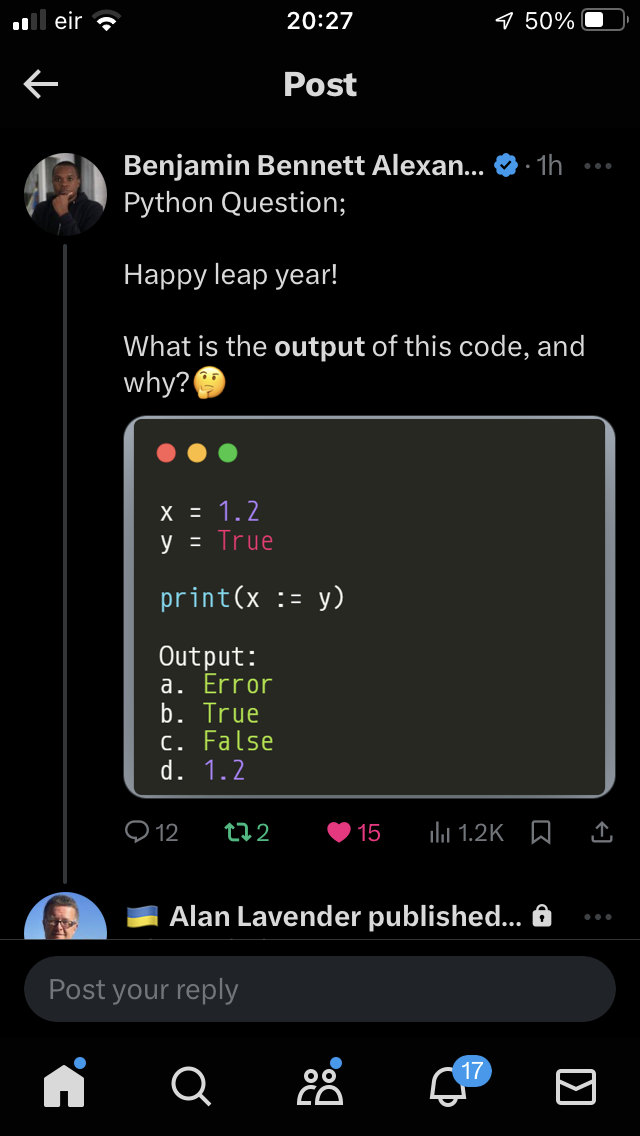 eir 20:27 50%
Post
Benjamin Bennett Alexan... · 1h
Python Question;
Happy leap year!
What is the output of this code, and
why?🤔
x = 1.2
y = True
print(x := y)
Output:
a. Error
b. True
c. False
d. 1.2
12 2 15 1.2K
🇺🇦 Alan Lavender published...
Post your reply
17